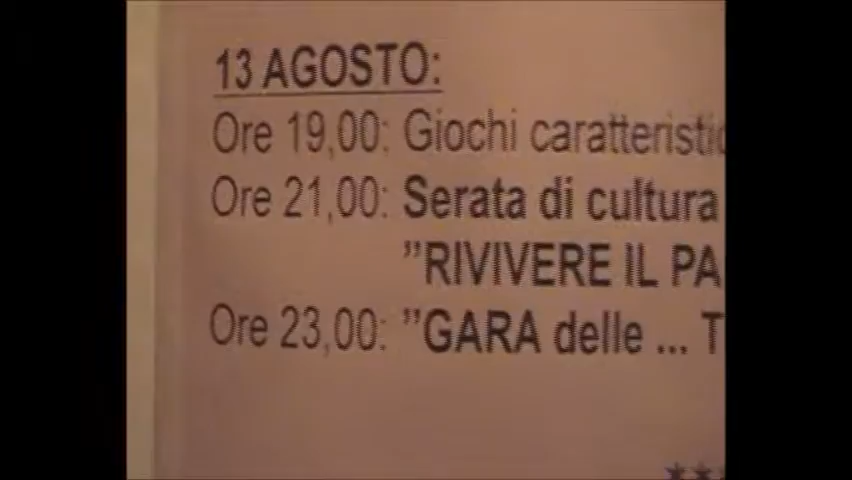 13 AGOSTO:
Ore 19,00: Giochi caratteristic
Ore 21,00: Serata di cultura
”RIVIVERE IL PA
Ore 23,00: ”GARA delle ... T
***